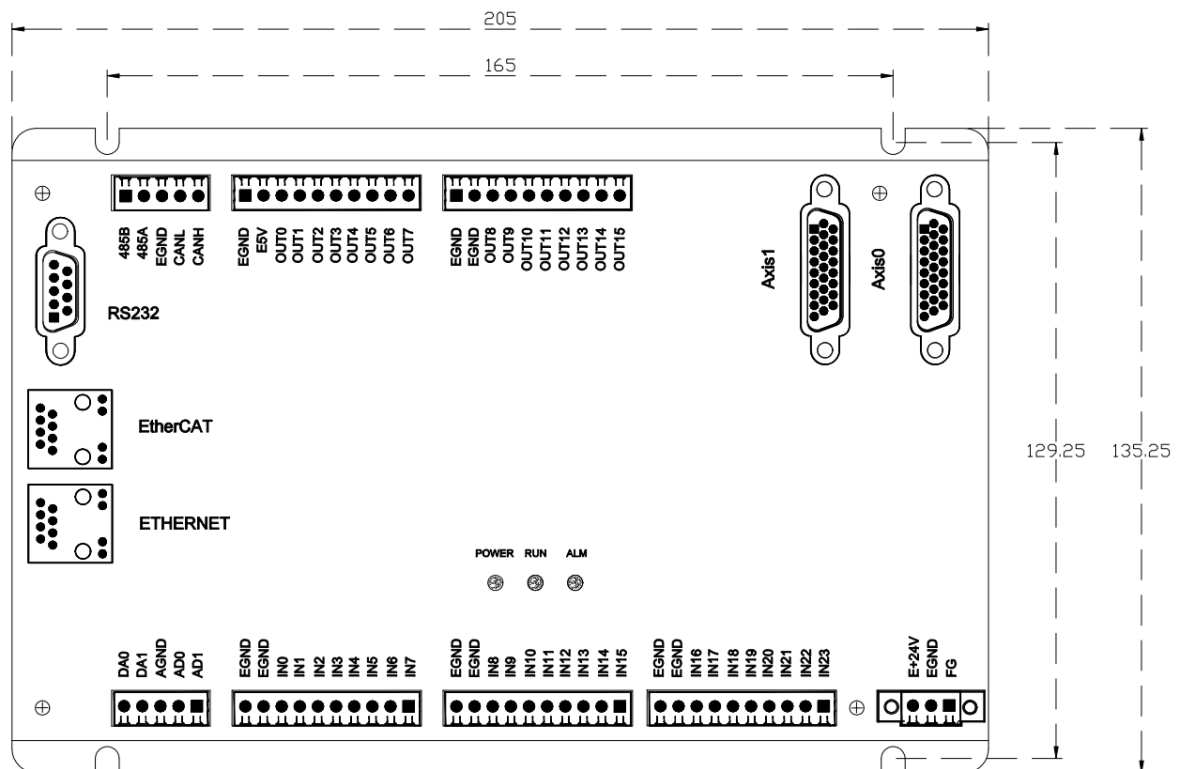 205
165
485B
485A
EGND
CANL
CANH
EGND
E5V
OUT0
OUT1
OUT2
OUT3
OUT4
OUT5
OUT6
OUT7
EGND
EGND
OUT8
OUT9
OUT10
OUT11
OUT12
OUT13
OUT14
OUT15
Axis1
Axis0
RS232
EtherCAT
129.25
135.25
ETHERNET
POWER RUN ALM
DA0
DA1
AGND
AD0
AD1
EGND
EGND
IN0
IN1
IN2
IN3
IN4
IN5
IN6
IN7
EGND
EGND
IN8
IN9
IN10
IN11
IN12
IN13
IN14
IN15
EGND
EGND
IN16
IN17
IN18
IN19
IN20
IN21
IN22
IN23
E+24V
EGND
FG